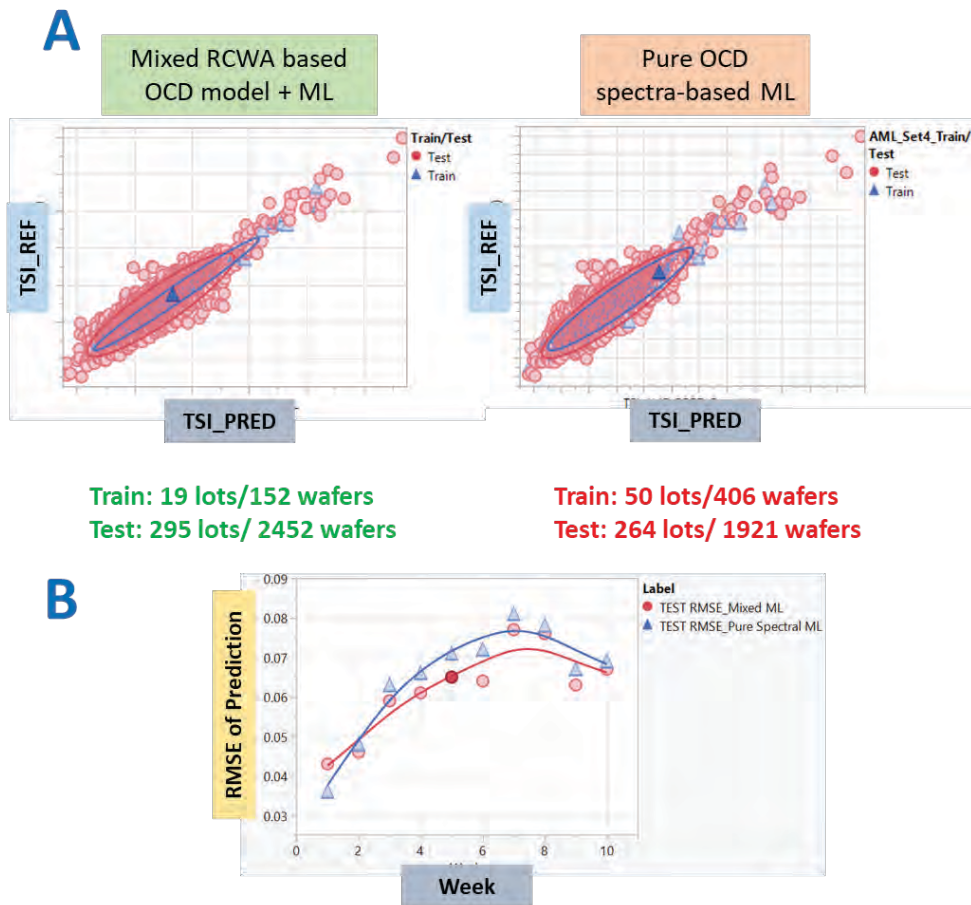 A
Mixed RCWA based
OCD model + ML
Pure OCD
spectra-based ML
Train/Test
Test
Train
TSI_REF
TSI_PRED
AML_Set4_Train/
Test
Test
Train
TSI_REF
TSI_PRED
Train: 19 lots/152 wafers
Test: 295 lots/ 2452 wafers
Train: 50 lots/406 wafers
Test: 264 lots/ 1921 wafers
B
RMSE of Prediction
0.09
0.08
0.07
0.06
0.05
0.04
0.03
0
2
4
6
8
10
Week
Label
TEST RMSE_Mixed ML
TEST RMSE_Pure Spectral ML